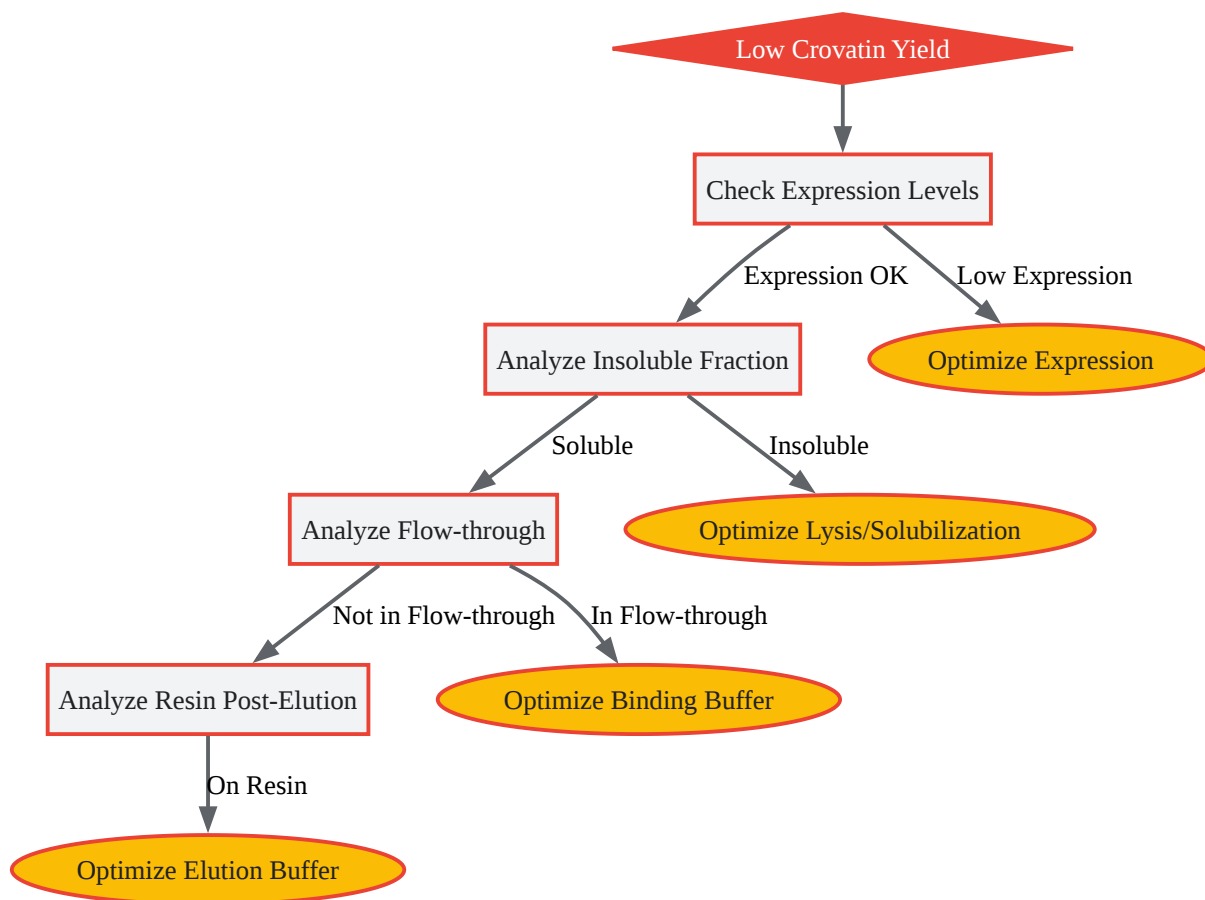 Low Crovatin Yield
Check Expression Levels
Expression OK
Low Expression
Analyze Insoluble Fraction
Optimize Expression
Soluble
Insoluble
Analyze Flow-through
Optimize Lysis/Solubilization
Not in Flow-through
In Flow-through
Analyze Resin Post-Elution
Optimize Binding Buffer
On Resin
Optimize Elution Buffer